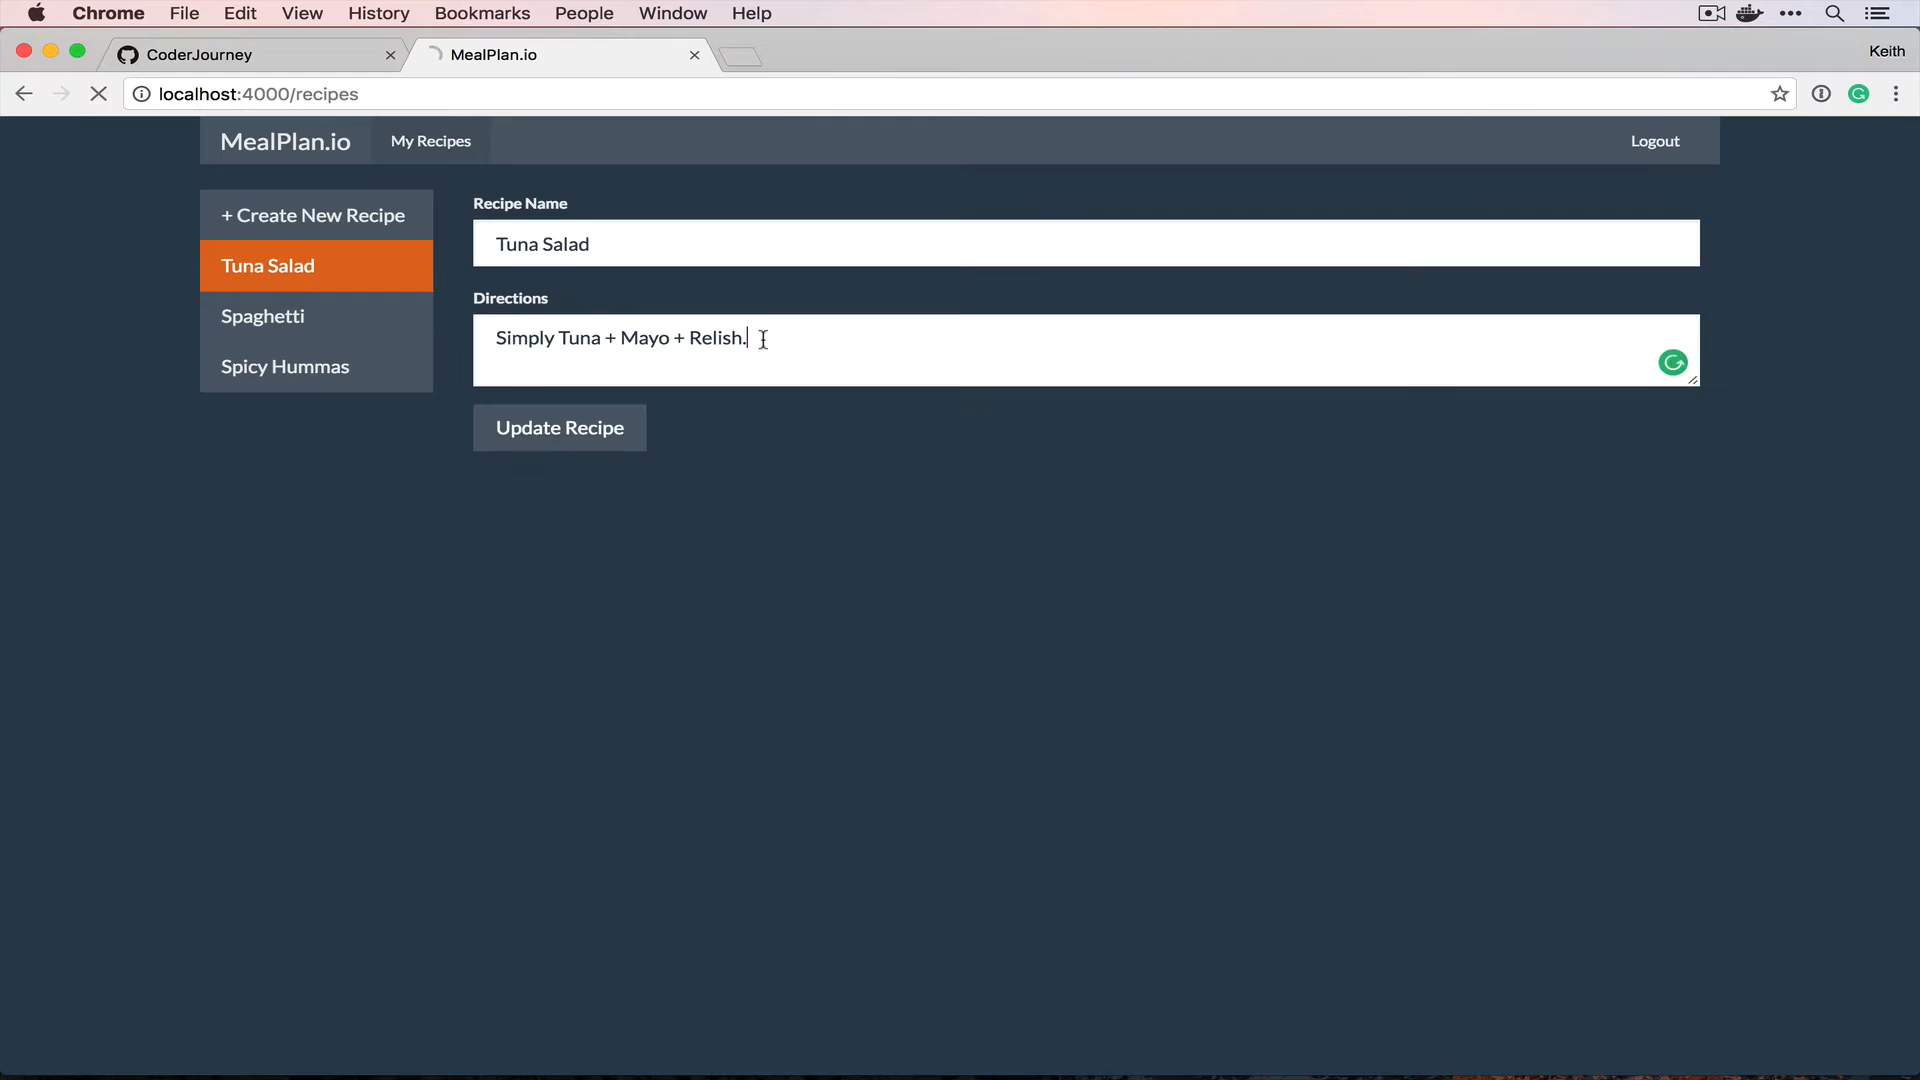 Chrome File Edit View History Bookmarks People Window Help
CoderJourney MealPlan.io Keith
localhost:4000/recipes
MealPlan.io My Recipes Logout
+ Create New Recipe
Tuna Salad
Spaghetti
Spicy Hummas
Recipe Name
Tuna Salad
Directions
Simply Tuna + Mayo + Relish.
Update Recipe